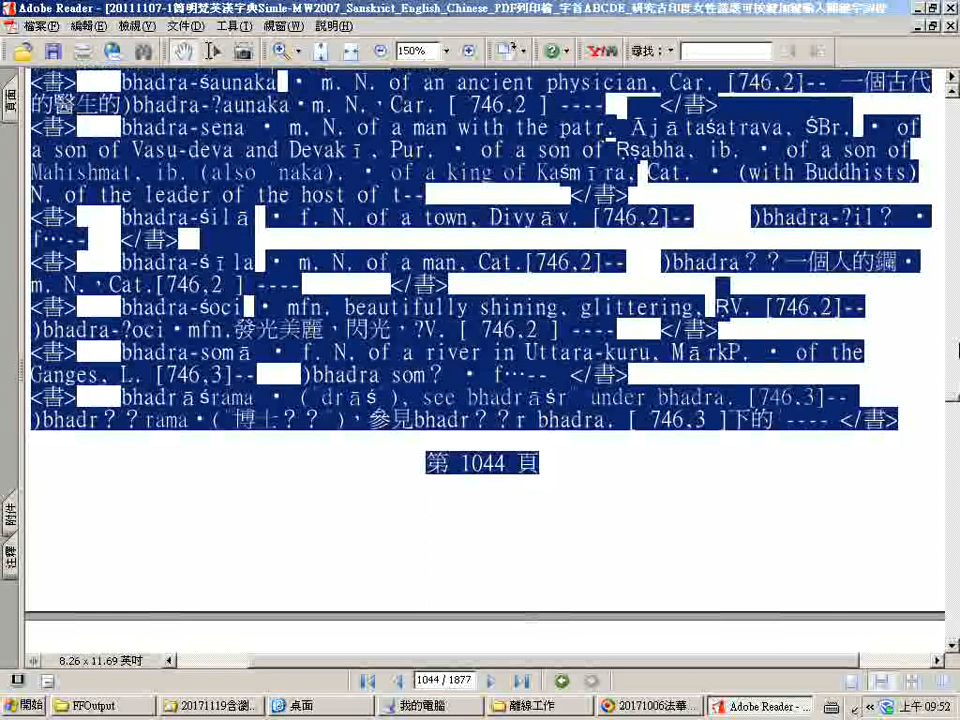 Adobe Reader - [20111107-1簡明梵英漢字典Simle-MW2007_Sanskrict_English_Chinese_PDF列印檔_字首ABCDE_研究古印度女性
檔案(F) 編輯(E) 檢視(V) 文件(D) 工具(T) 視窗(W) 說明(H)
150% 尋找：
頁面
<書> bhadra-śaunaka • m. N. of an ancient physician, Car. [746,2]-- 一個古代
的醫生的)bhadra-?aunaka•m. N.，Car. [ 746,2 ] ---- </書>
<書> bhadra-sena • m. N. of a man with the patr. Ājātaśatrava, ŚBr. • of
a son of Vasu-deva and Devakī, Pur. • of a son of Ṛṣabha, ib. • of a son of
Mahishmat, ib. (also °naka). • of a king of Kaśmīra, Cat. • (with Buddhists)
N. of the leader of the host of t-- </書>
<書> bhadra-śilā • f. N. of a town, Divyāv. [746,2]-- )bhadra-?il？ •
f…-- </書>
<書> bhadra-śīla • m. N. of a man, Cat.[746,2]-- )bhadra？？一個人的鑭•
m. N.，Cat.[746,2 ] ---- </書>
<書> bhadra-śoci • mfn. beautifully shining, glittering, ṚV. [746,2]--
)bhadra-?oci•mfn.發光美麗，閃光，?V. [ 746,2 ] ---- </書>
<書> bhadra-somā • f. N. of a river in Uttara-kuru, MārkP. • of the
Ganges, L. [746,3]-- )bhadra som？ • f…-- </書>
<書> bhadrāśrama • (°drāś°), see bhadrāśr° under bhadra. [746,3]--
)bhadr？？rama•(°博士？？°)，參見bhadr？？r bhadra. [ 746,3 ]下的 ---- </書>
第 1044 頁
附件
注釋
8.26 x 11.69 英吋
1044 / 1877
開始 FFOutput 20171119含瀏... 桌面 我的電腦 離線工作 20171006法華... Adobe Reader - ... 上午 09:52